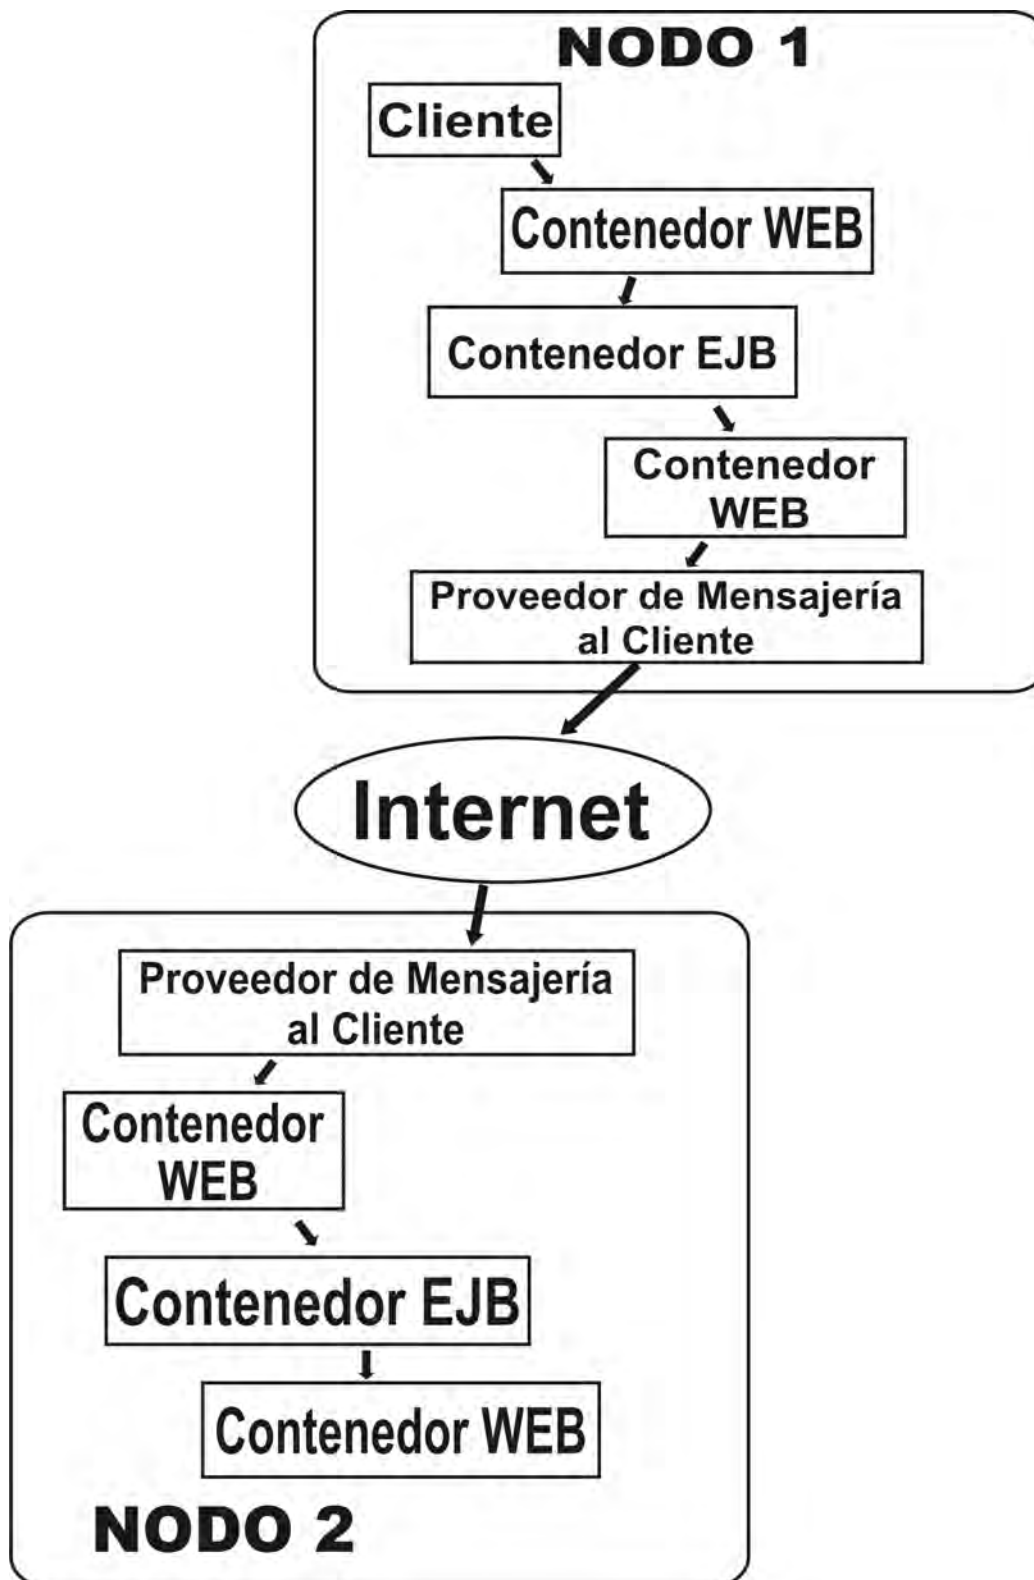 NODO 1
Cliente
Contenedor WEB
Contenedor EJB
Contenedor
WEB
Proveedor de Mensajería
al Cliente
Internet
Proveedor de Mensajería
al Cliente
Contenedor
WEB
Contenedor EJB
Contenedor WEB
NODO 2